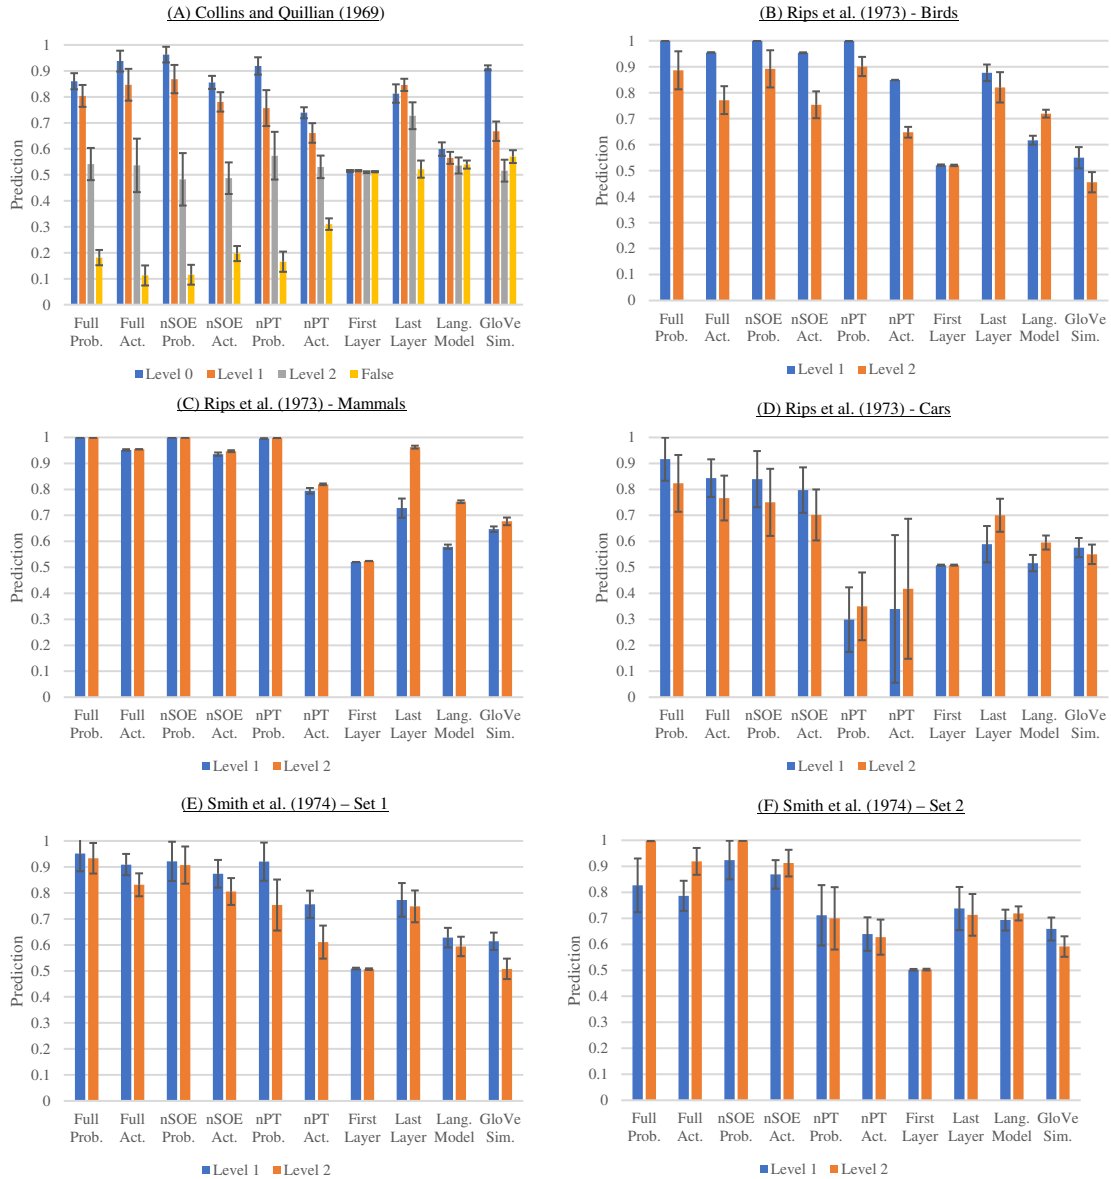 (A) Collins and Quillian (1969)
Prediction
1
0.9
0.8
0.7
0.6
0.5
0.4
0.3
0.2
0.1
0
Full Prob.
Full Act.
nSOE Prob.
nSOE Act.
nPT Prob.
nPT Act.
First Layer
Last Layer
Lang. Model
GloVe Sim.
Level 0 Level 1 Level 2 False
(B) Rips et al. (1973) - Birds
Prediction
1
0.9
0.8
0.7
0.6
0.5
0.4
0.3
0.2
0.1
0
Full Prob.
Full Act.
nSOE Prob.
nSOE Act.
nPT Prob.
nPT Act.
First Layer
Last Layer
Lang. Model
GloVe Sim.
Level 1 Level 2
(C) Rips et al. (1973) - Mammals
Prediction
1
0.9
0.8
0.7
0.6
0.5
0.4
0.3
0.2
0.1
0
Full Prob.
Full Act.
nSOE Prob.
nSOE Act.
nPT Prob.
nPT Act.
First Layer
Last Layer
Lang. Model
GloVe Sim.
Level 1 Level 2
(D) Rips et al. (1973) - Cars
Prediction
1
0.9
0.8
0.7
0.6
0.5
0.4
0.3
0.2
0.1
0
Full Prob.
Full Act.
nSOE Prob.
nSOE Act.
nPT Prob.
nPT Act.
First Layer
Last Layer
Lang. Model
GloVe Sim.
Level 1 Level 2
(E) Smith et al. (1974) – Set 1
Prediction
1
0.9
0.8
0.7
0.6
0.5
0.4
0.3
0.2
0.1
0
Full Prob.
Full Act.
nSOE Prob.
nSOE Act.
nPT Prob.
nPT Act.
First Layer
Last Layer
Lang. Model
GloVe Sim.
Level 1 Level 2
(F) Smith et al. (1974) – Set 2
Prediction
1
0.9
0.8
0.7
0.6
0.5
0.4
0.3
0.2
0.1
0
Full Prob.
Full Act.
nSOE Prob.
nSOE Act.
nPT Prob.
nPT Act.
First Layer
Last Layer
Lang. Model
GloVe Sim.
Level 1 Level 2